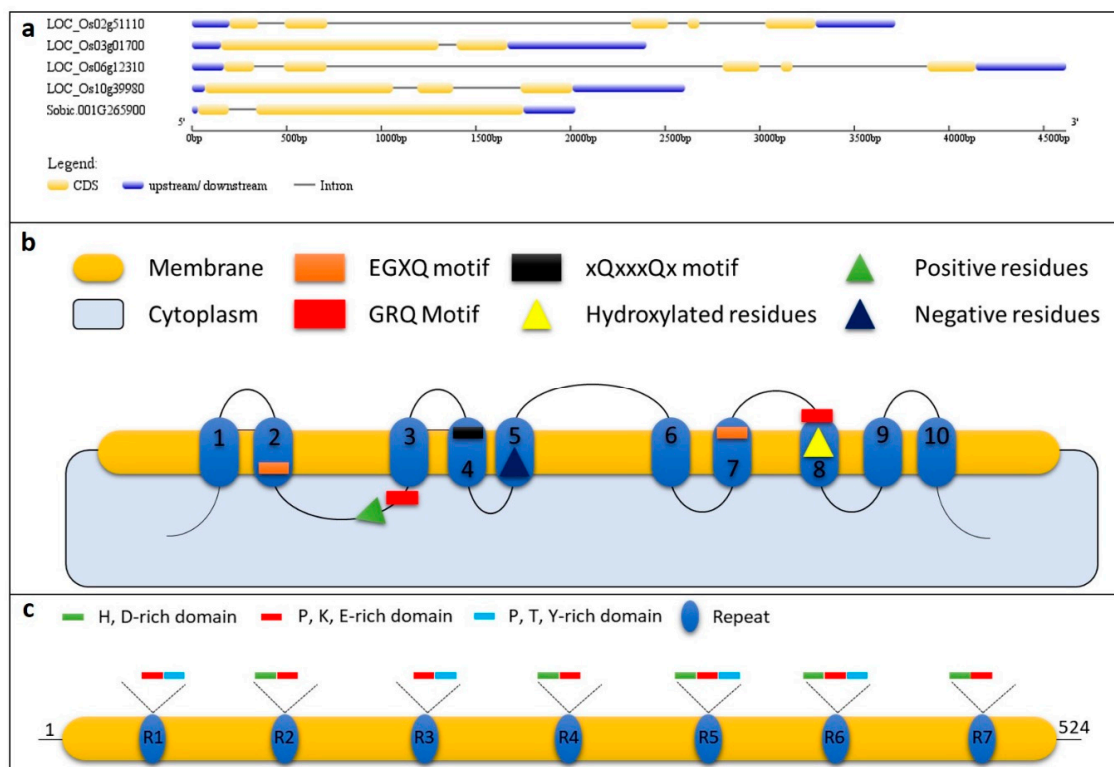 a
LOC_Os02g51110
LOC_Os03g01700
LOC_Os06g12310
LOC_Os10g39980
Sobic.001G265900
5' 3'
0bp 500bp 1000bp 1500bp 2000bp 2500bp 3000bp 3500bp 4000bp 4500bp
Legend:
CDS upstream/ downstream Intron
b
Membrane EGXQ motif xQxxxQx motif Positive residues
Cytoplasm GRQ Motif Hydroxylated residues Negative residues
1 2 3 4 5 6 7 8 9 10
c
H, D-rich domain P, K, E-rich domain P, T, Y-rich domain Repeat
1 R1 R2 R3 R4 R5 R6 R7 524